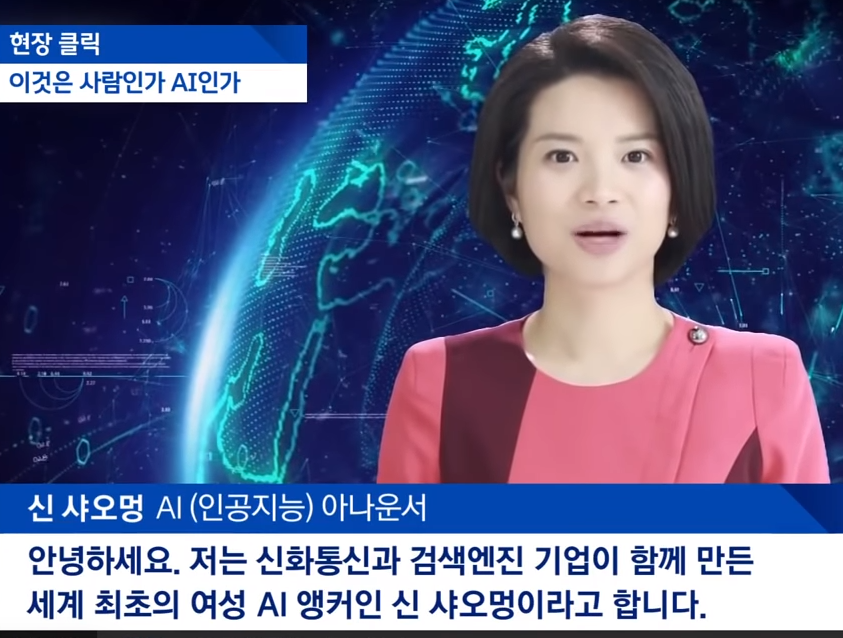 현장 클릭
이것은 사람인가 AI인가
신 샤오멍 AI (인공지능) 아나운서
안녕하세요. 저는 신화통신과 검색엔진 기업이 함께 만든
세계 최초의 여성 AI 앵커인 신 샤오멍이라고 합니다.